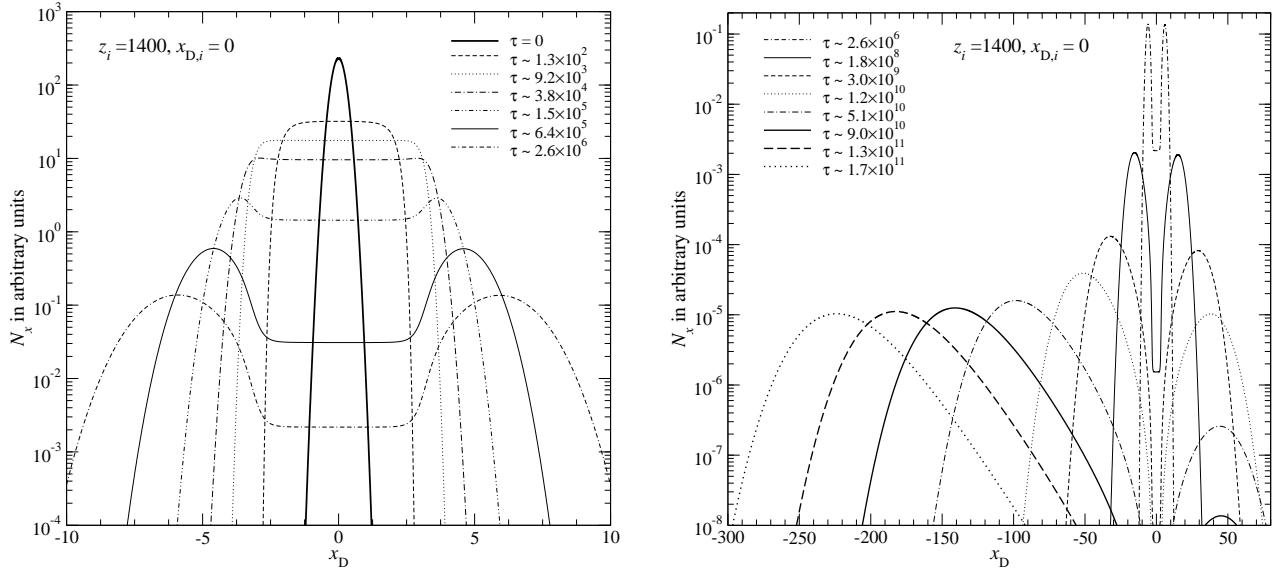 z_i =1400, x_D,i = 0
τ = 0
τ ~ 1.3×10^2
τ ~ 9.2×10^3
τ ~ 3.8×10^4
τ ~ 1.5×10^5
τ ~ 6.4×10^5
τ ~ 2.6×10^6
N_x in arbitrary units
10^3
10^2
10^1
10^0
10^-1
10^-2
10^-3
10^-4
-10
-5
0
5
10
x_D
τ ~ 2.6×10^6
τ ~ 1.8×10^8
τ ~ 3.0×10^9
τ ~ 1.2×10^10
τ ~ 5.1×10^10
τ ~ 9.0×10^10
τ ~ 1.3×10^11
τ ~ 1.7×10^11
z_i =1400, x_D,i = 0
N_x in arbitrary units
10^-1
10^-2
10^-3
10^-4
10^-5
10^-6
10^-7
10^-8
-300
-250
-200
-150
-100
-50
0
50
x_D